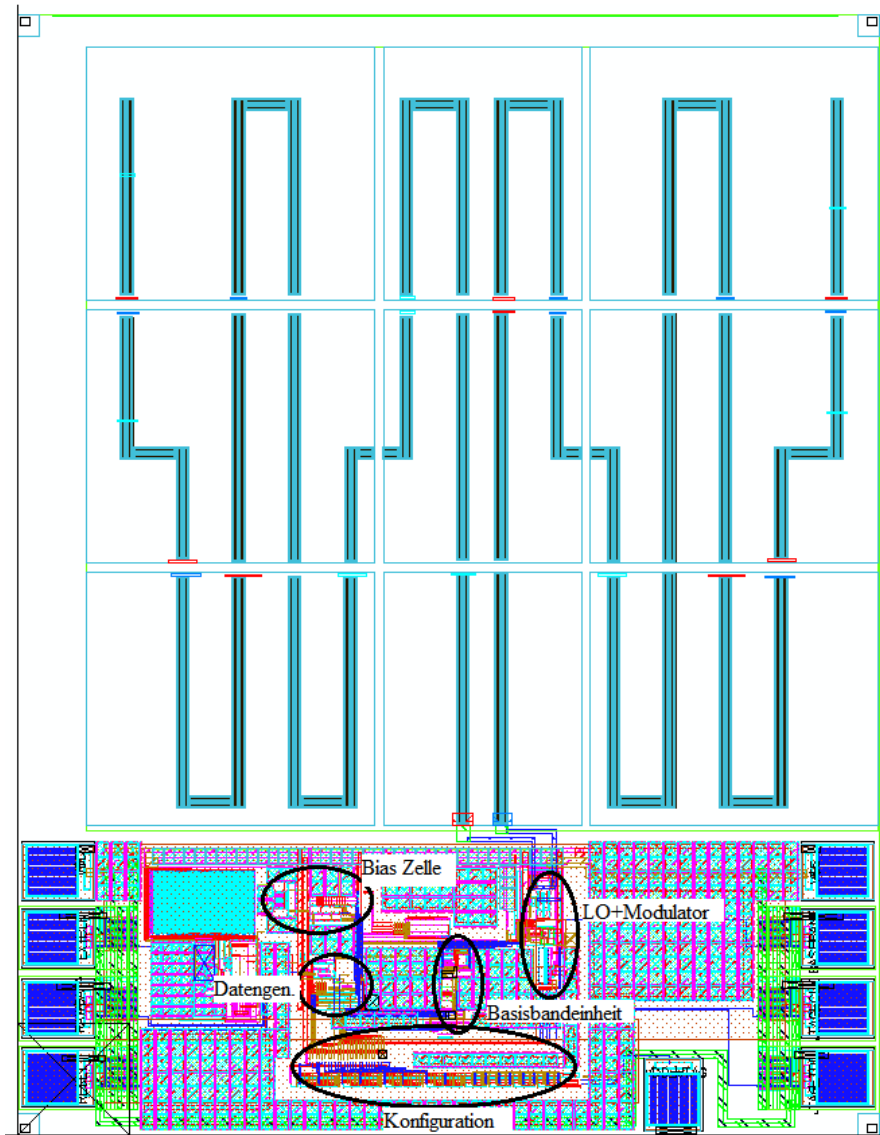 Bias Zelle
LO+Modulator
Datengen.
Basisbandeinheit
Konfiguration